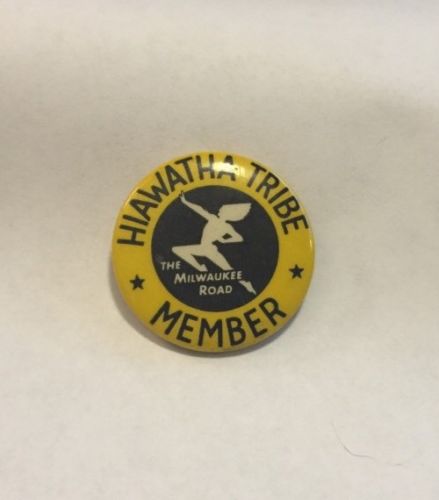 HIAWATHA TRIBE
THE
MILWAUKEE
ROAD
MEMBER